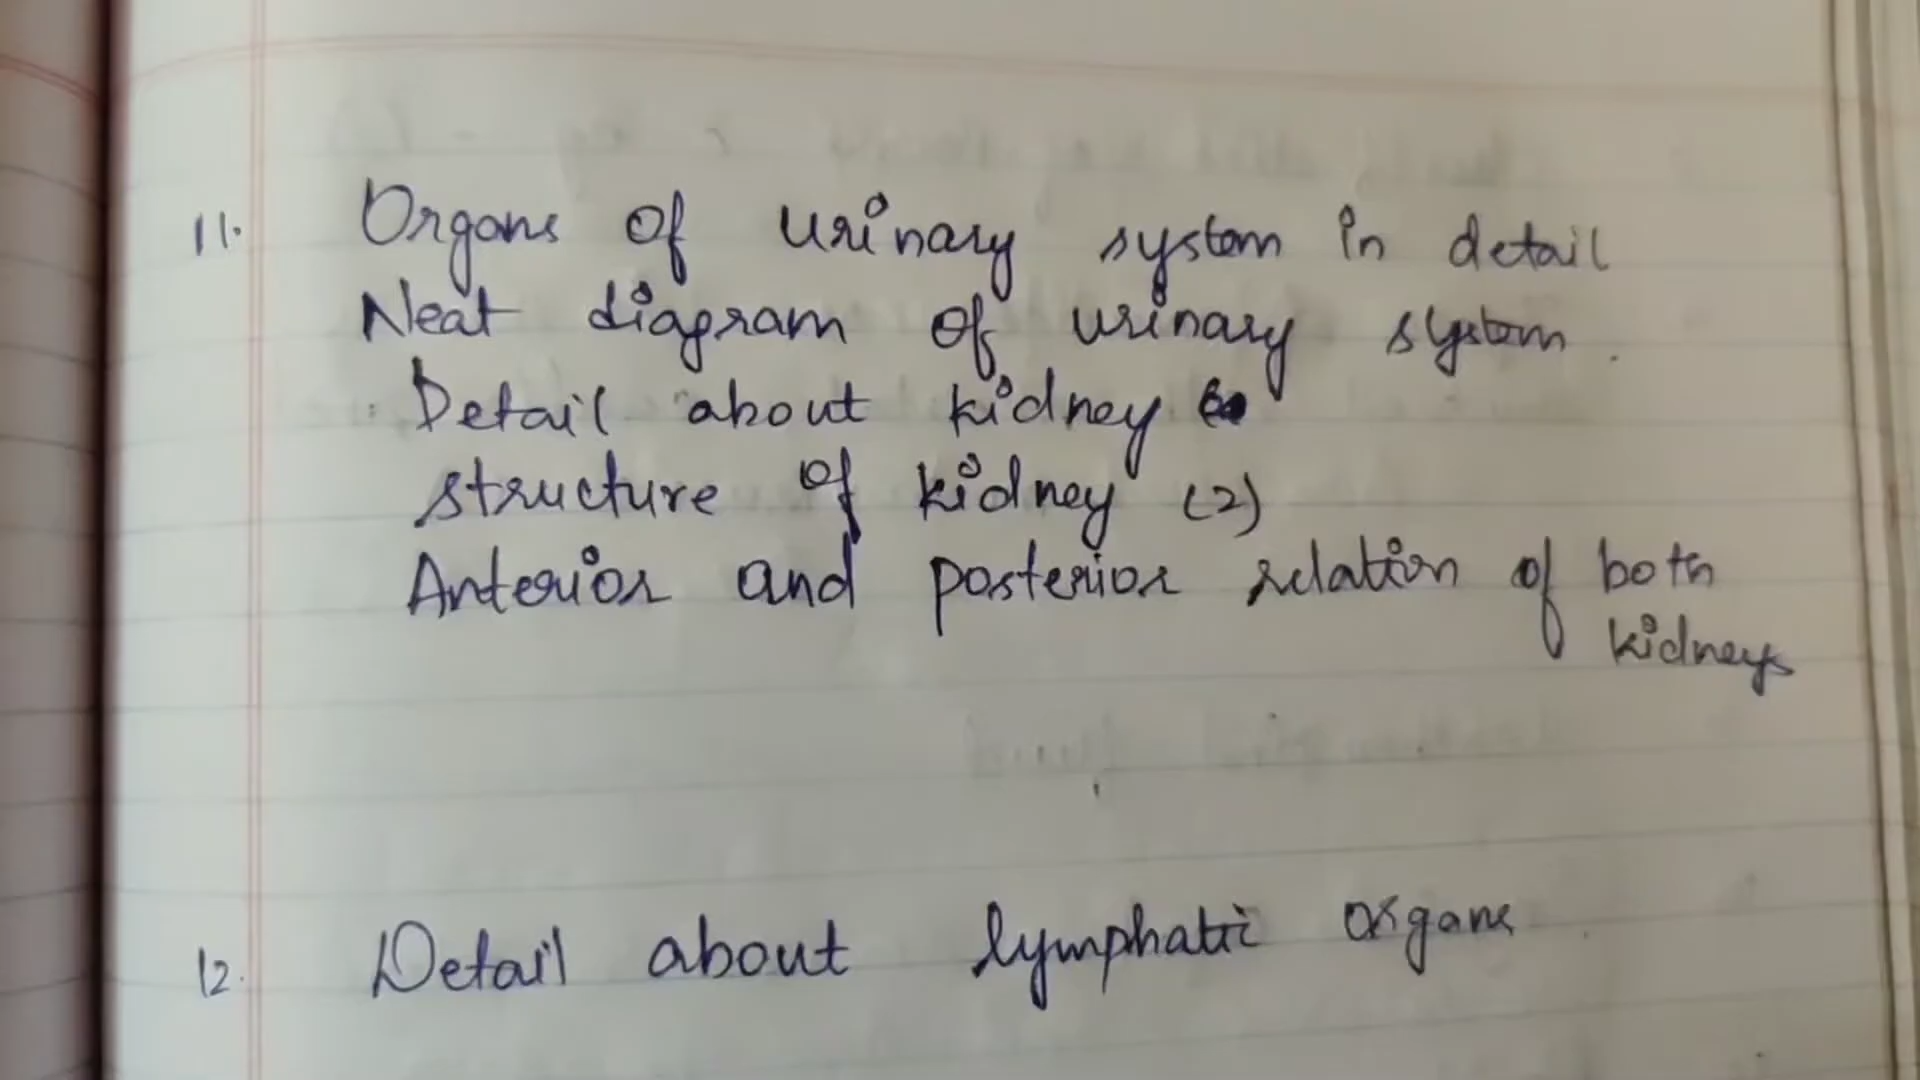 11. Organs of urinary system in detail
Neat diagram of urinary system.
Detail about kidney
structure of kidney (2)
Anterior and posterior relation of both
kidneys
12. Detail about lymphatic organs